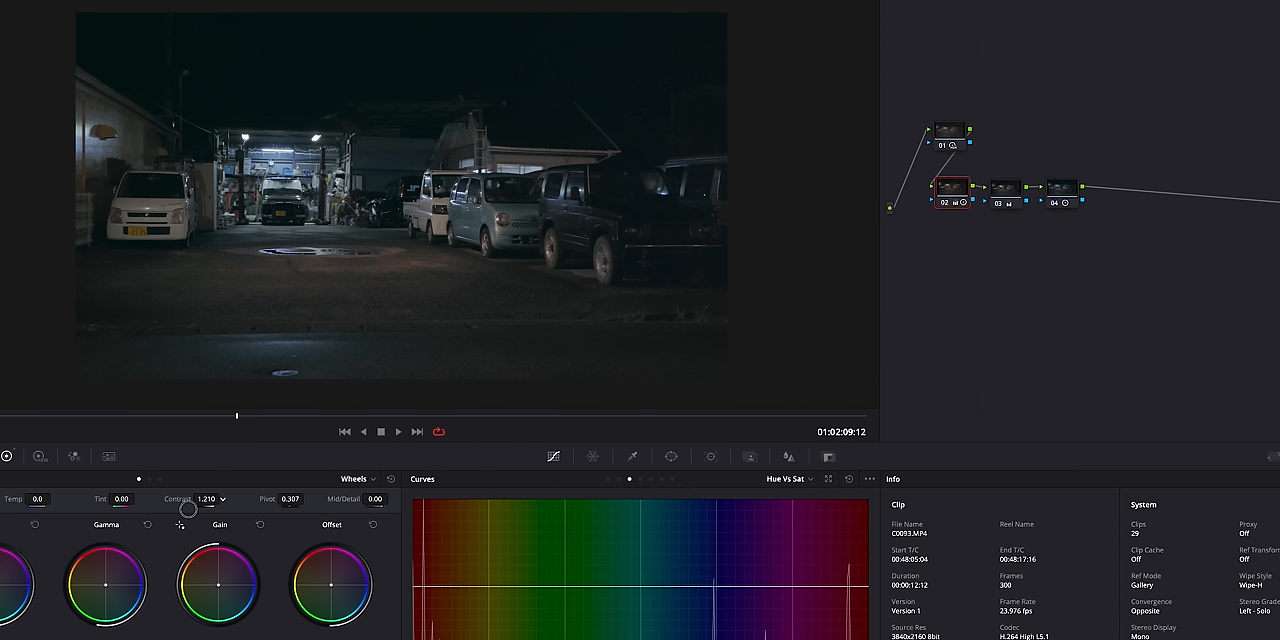 01
02
03
04
01:02:09:12
Wheels
Curves
Hue Vs Sat
Info
Temp 0.0
Tint 0.00
Contrast 1.210
Pivot 0.307
Mid/Detail 0.00
Gamma
Gain
Offset
Clip
File Name
C0093.MP4
Reel Name
Start T/C
00:48:05:04
End T/C
00:48:17:16
Duration
00:00:12:12
Frames
300
Version
Version 1
Frame Rate
23.976 fps
Source Res
3840x2160 8bit
Codec
H.264 High L5.1
System
Clips
29
Proxy
Off
Clip Cache
Off
Ref Transform
Off
Ref Mode
Gallery
Wipe Style
Wipe-H
Convergence
Opposite
Stereo Grade
Left - Solo
Stereo Display
Mono